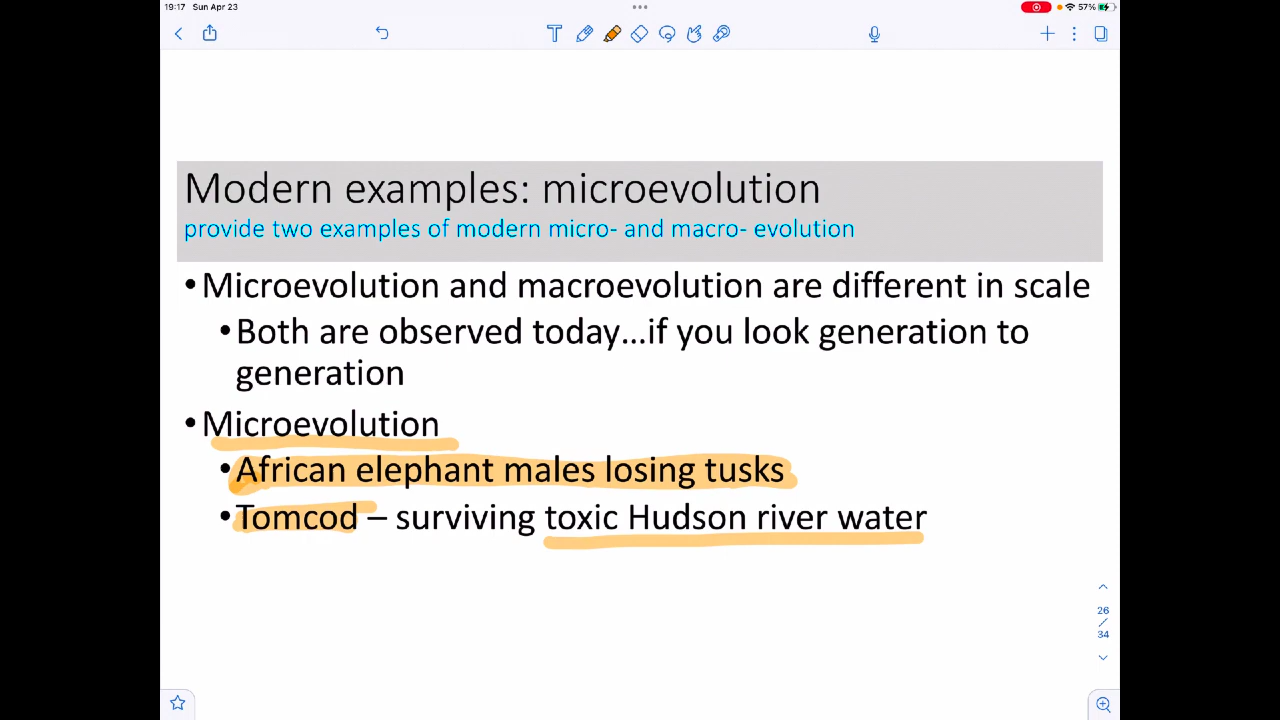 19:17 Sun Apr 23
57%
Modern examples: microevolution
provide two examples of modern micro- and macro- evolution
•Microevolution and macroevolution are different in scale
•Both are observed today…if you look generation to
generation
•Microevolution
•African elephant males losing tusks
•Tomcod – surviving toxic Hudson river water
26
/
34